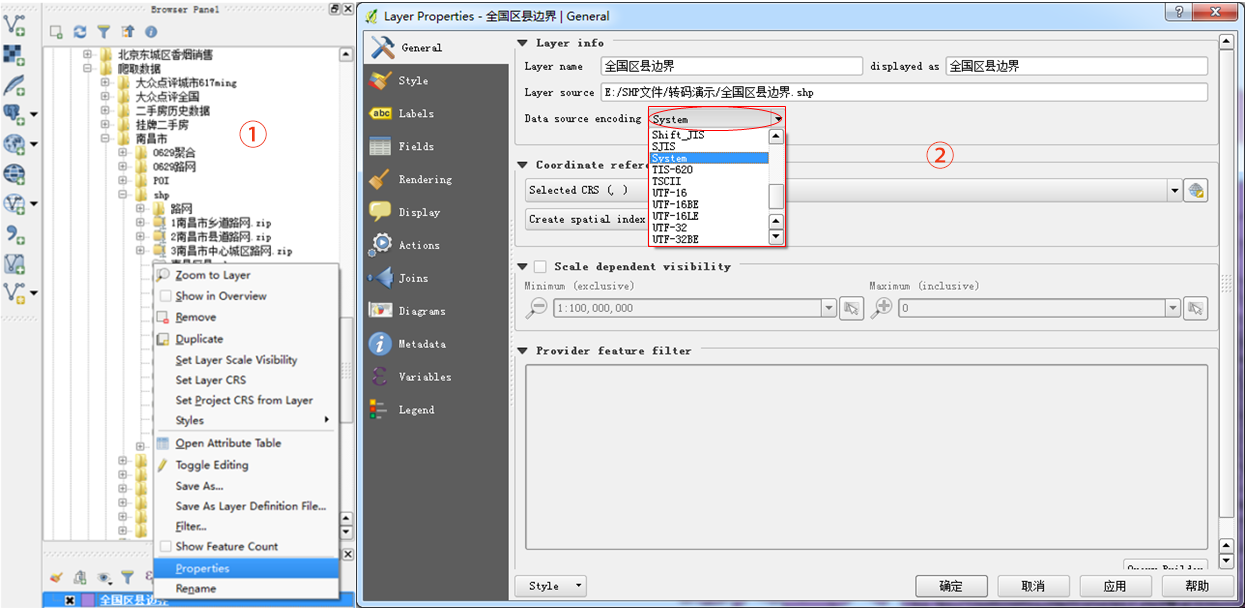 Browser Panel
北京东城区香烟销售
爬取数据
大众点评城市617ming
大众点评全国
二手房历史数据
挂牌二手房
南昌市
0629聚合
0629路网
POI
shp
路网
1南昌市乡道路网.zip
2南昌市县道路网.zip
3南昌市中心城区路网.zip
①
Zoom to Layer
Show in Overview
Remove
Duplicate
Set Layer Scale Visibility
Set Layer CRS
Set Project CRS from Layer
Styles
Open Attribute Table
Toggle Editing
Save As...
Save As Layer Definition File...
Filter...
Show Feature Count
Properties
Rename
全国区县边界
Layer Properties - 全国区县边界 | General
General
Style
abc Labels
Fields
Rendering
Display
Actions
Joins
Diagrams
Metadata
Variables
Legend
Layer info
Layer name 全国区县边界 displayed as 全国区县边界
Layer source E:/SHP文件/转码演示/全国区县边界.shp
Data source encoding System
Shift_JIS
SJIS
System
TIS-620
TSCII
UTF-16
UTF-16BE
UTF-16LE
UTF-32
UTF-32BE
②
Coordinate refere
Selected CRS (, )
Create spatial index
Scale dependent visibility
Minimum (exclusive) Maximum (inclusive)
1:100,000,000 0
Provider feature filter
Query Builder
Style 确定 取消 应用 帮助